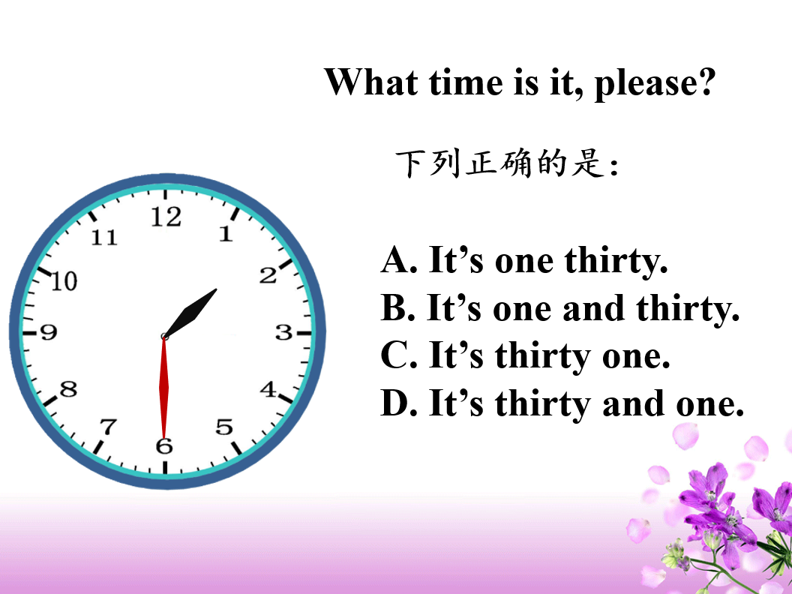 What time is it, please?
下列正确的是：
A. It’s one thirty.
B. It’s one and thirty.
C. It’s thirty one.
D. It’s thirty and one.
12
1
2
3
4
5
6
7
8
9
10
11